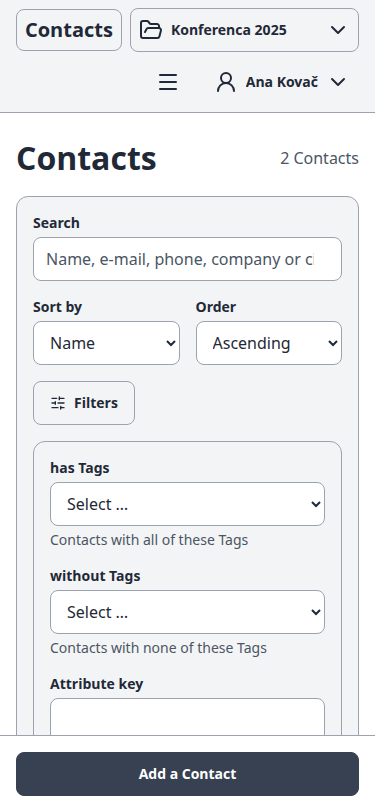 Contacts
Konferenca 2025
Ana Kovač
Contacts
2 Contacts
Search
Name, e-mail, phone, company or c
Sort by
Order
Name
Ascending
Filters
has Tags
Select ...
Contacts with all of these Tags
without Tags
Select ...
Contacts with none of these Tags
Attribute key
Add a Contact